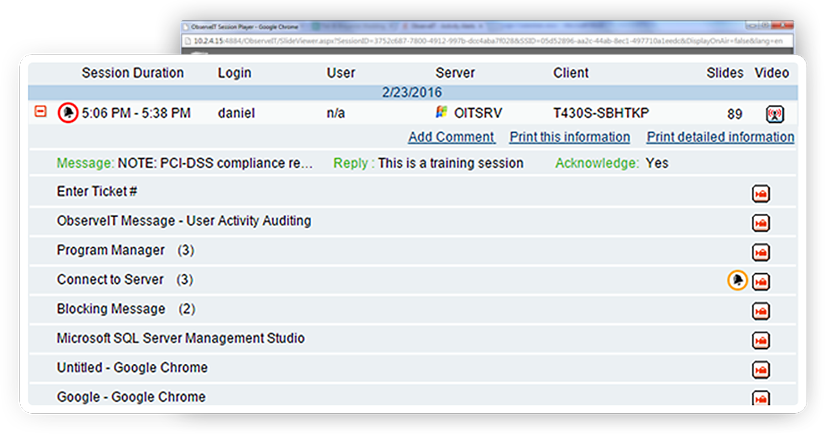 ObserveIT Session Player - Google Chrome
10.2.4.15:4884/ObserveIT/SlideViewer.aspx?SessionID=3752c687-7800-4912-997b-dcc4aba7f028&SSID=05d52896-aa2c-44ab-8ec1-497710a1eedc&DisplayOnAir=false&lang=en
Session Duration Login User Server Client Slides Video
2/23/2016
5:06 PM - 5:38 PM daniel n/a OITSRV T430S-SBHTKP 89
Add Comment Print this information Print detailed information
Message: NOTE: PCI-DSS compliance re... Reply : This is a training session Acknowledge: Yes
Enter Ticket #
ObserveIT Message - User Activity Auditing
Program Manager (3)
Connect to Server (3)
Blocking Message (2)
Microsoft SQL Server Management Studio
Untitled - Google Chrome
Google - Google Chrome